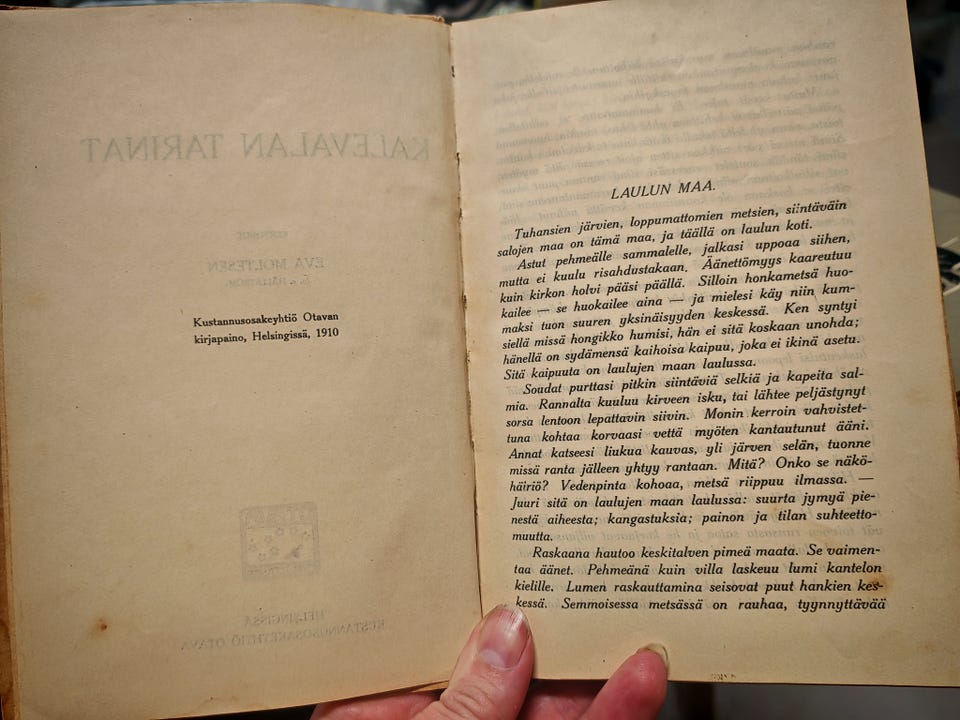 KALEVALAN TARINAT
KERTONUT
EVA MOLTESEN
HELSINGISSÄ
KUSTANNUSOSAKEYHTIÖ OTAVA
Kustannusosakeyhtiö Otavan
kirjapaino, Helsingissä, 1910
LAULUN MAA.
Tuhansien järvien, loppumattomien metsien, siintäväin
salojen maa on tämä maa, ja täällä on laulun koti.
Astut pehmeälle sammalelle, jalkasi uppoaa siihen,
mutta ei kuulu risahdustakaan. Äänettömyys kaareutuu
kuin kirkon holvi pääsi päällä. Silloin honkametsä huo-
kailee — se huokailee aina — ja mielesi käy niin kum-
maksi tuon suuren yksinäisyyden keskessä. Ken syntyi
siellä missä hongikko humisi, hän ei sitä koskaan unohda;
hänellä on sydämensä kaihoisa kaipuu, joka ei ikinä asetu.
Sitä kaipuuta on laulujen maan laulussa.
Soudat purttasi pitkin siintäviä selkiä ja kapeita sal-
mia. Rannalta kuuluu kirveen isku, tai lähtee peljästynyt
sorsa lentoon lepattavin siivin. Monin kerroin vahvistet-
tuna kohtaa korvaasi vettä myöten kantautunut ääni.
Annat katseesi liukua kauvas, yli järven selän, tuonne
missä ranta jälleen yhtyy rantaan. Mitä? Onko se näkö-
häiriö? Vedenpinta kohoaa, metsä riippuu ilmassa. —
Juuri sitä on laulujen maan laulussa: suurta jymyä pie-
nestä aiheesta; kangastuksia; painon ja tilan suhteetto-
muutta.
Raskaana hautoo keskitalven pimeä maata. Se vaimen-
taa äänet. Pehmeänä kuin villa laskeuu lumi kantelon
kielille. Lumen raskauttamina seisovat puut hankien kes-
kessä. Semmoisessa metsässä on rauhaa, tyynnyttävää